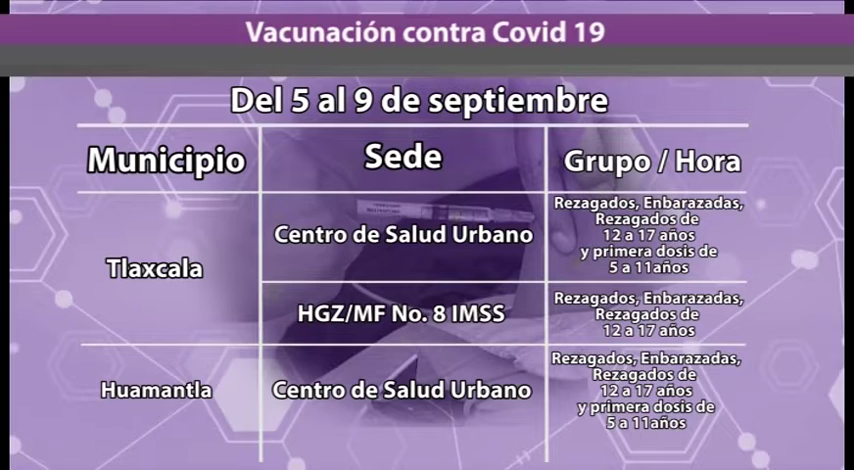 Vacunación contra Covid 19
Del 5 al 9 de septiembre
Municipio
Sede
Grupo / Hora
Tlaxcala
Centro de Salud Urbano
Rezagados, Enbarazadas,
Rezagados de
12 a 17 años
y primera dosis de
5 a 11años
HGZ/MF No. 8 IMSS
Rezagados, Enbarazadas,
Rezagados de
12 a 17 años
Huamantla
Centro de Salud Urbano
Rezagados, Enbarazadas,
Rezagados de
12 a 17 años
y primera dosis de
5 a 11años